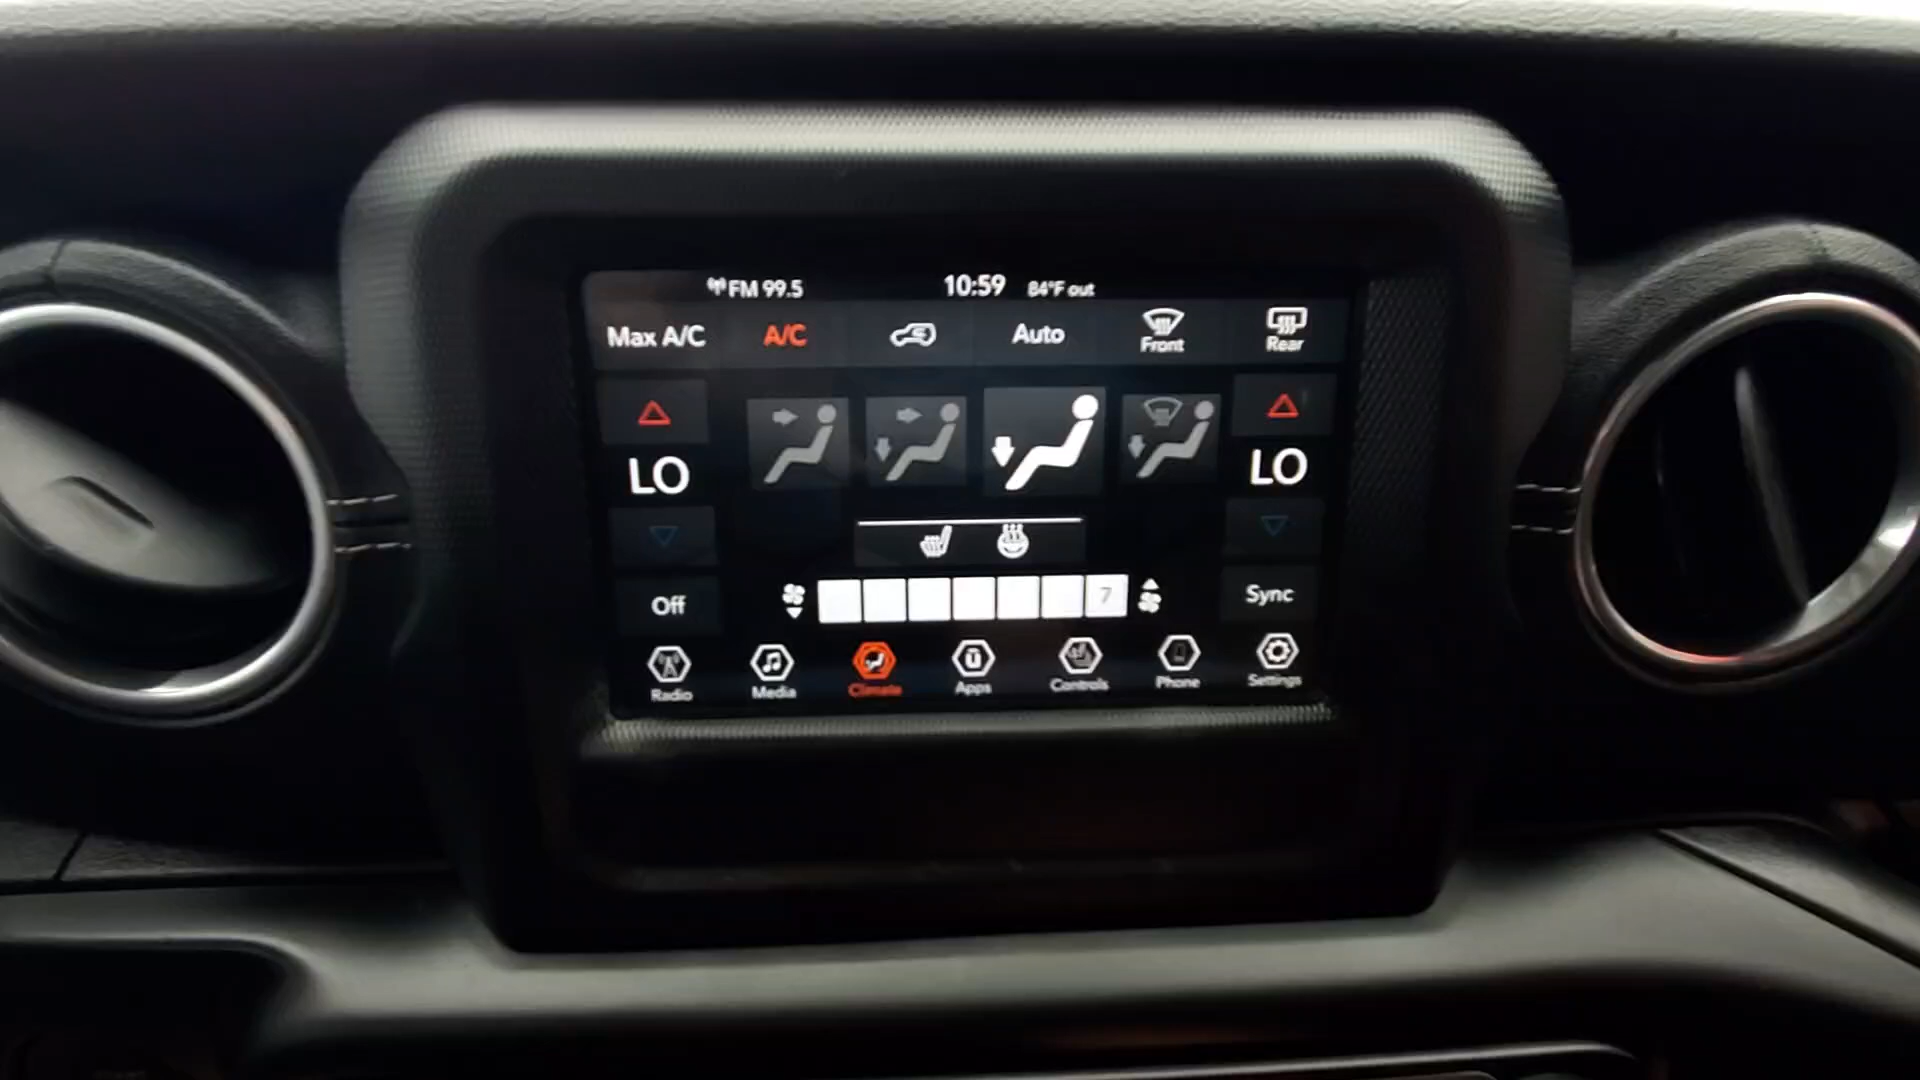 FM 99.5 10:59 84°F out
Max A/C A/C Auto Front Rear
LO LO
Off 7 Sync
Radio Media Climate Apps Controls Phone Settings